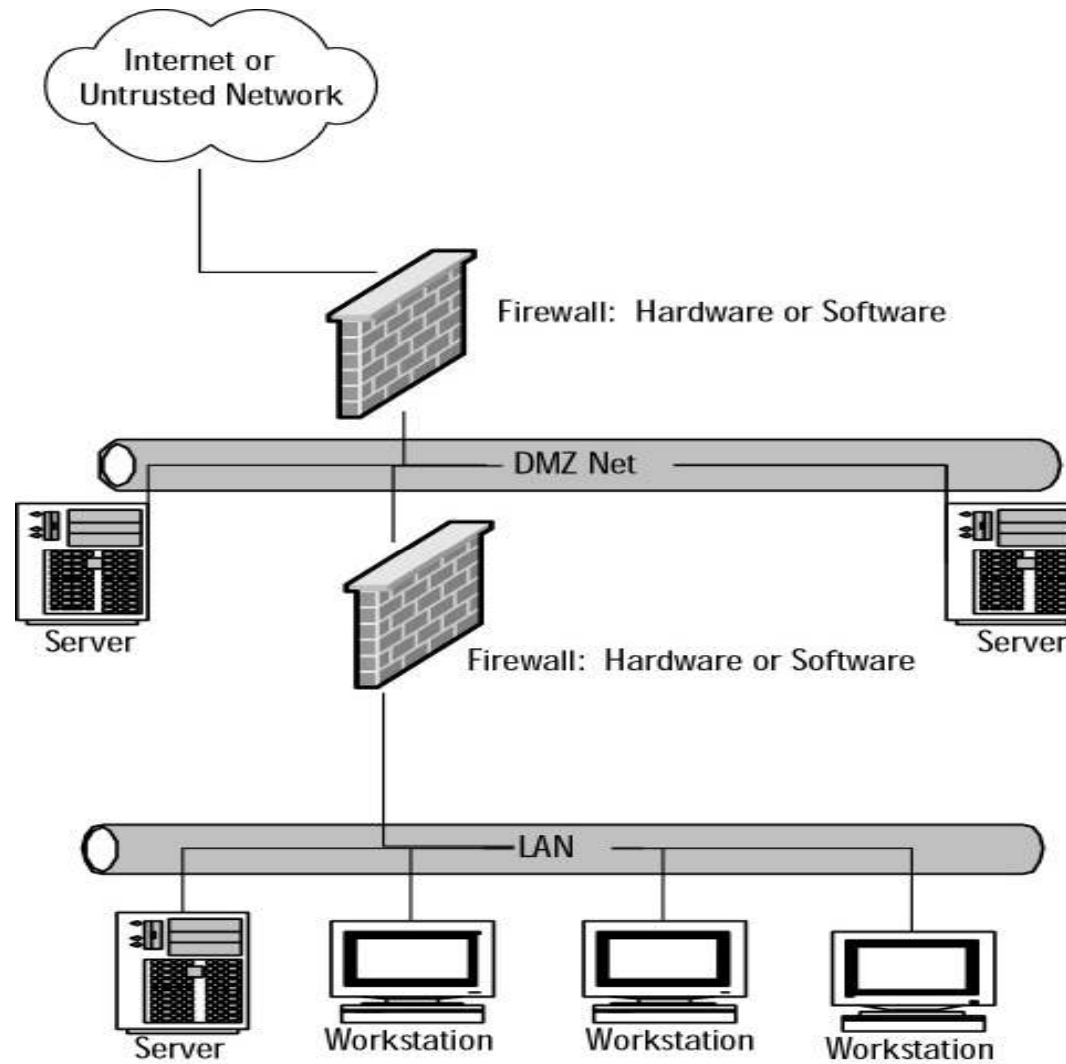 Internet or
Untrusted Network
Firewall: Hardware or Software
DMZ Net
Server
Server
Firewall: Hardware or Software
LAN
Server
Workstation
Workstation
Workstation